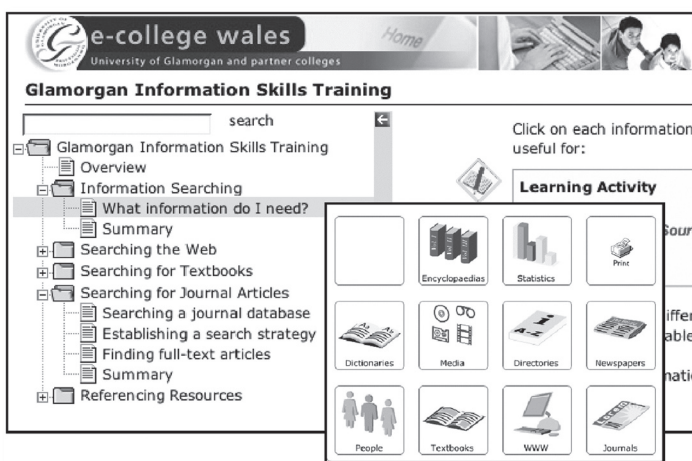 e-college wales
Home
University of Glamorgan and partner colleges
Glamorgan Information Skills Training
search
Glamorgan Information Skills Training
Overview
Information Searching
What information do I need?
Summary
Searching the Web
Searching for Textbooks
Searching for Journal Articles
Searching a journal database
Establishing a search strategy
Finding full-text articles
Summary
Referencing Resources
Click on each information
useful for:
Learning Activity
Encyclopaedias
Statistics
Print
Dictionaries
Media
A-Z
Directories
Newspapers
People
Textbooks
WWW
Journals